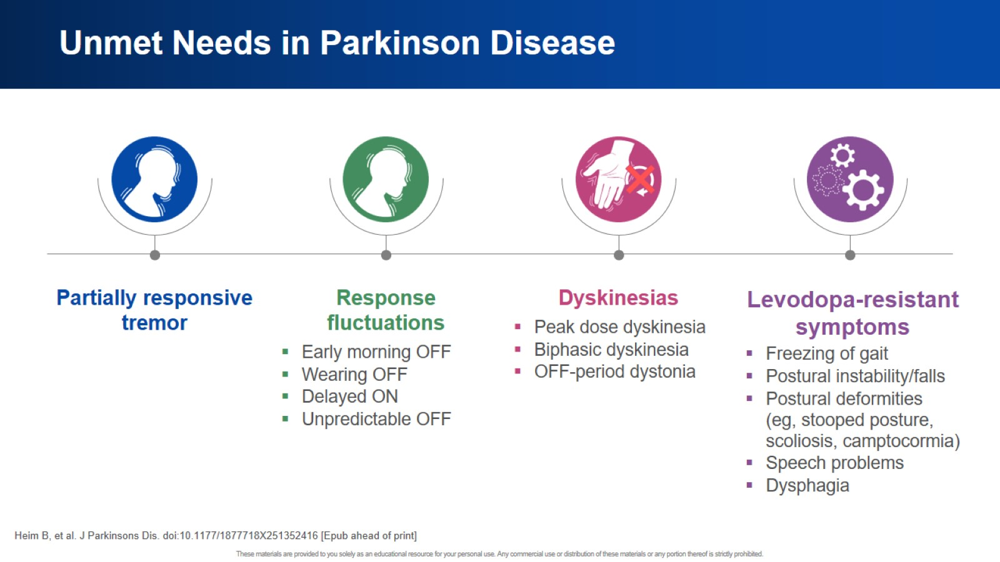 Unmet Needs in Parkinson Disease
Partially responsive
tremor
Response
fluctuations
▪ Early morning OFF
▪ Wearing OFF
▪ Delayed ON
▪ Unpredictable OFF
Dyskinesias
▪ Peak dose dyskinesia
▪ Biphasic dyskinesia
▪ OFF-period dystonia
Levodopa-resistant
symptoms
▪ Freezing of gait
▪ Postural instability/falls
▪ Postural deformities
(eg, stooped posture,
scoliosis, camptocormia)
▪ Speech problems
▪ Dysphagia
Heim B, et al. J Parkinsons Dis. doi:10.1177/1877718X251352416 [Epub ahead of print]
These materials are provided to you solely as an educational resource for your personal use. Any commercial use or distribution of these materials or any portion thereof is strictly prohibited.